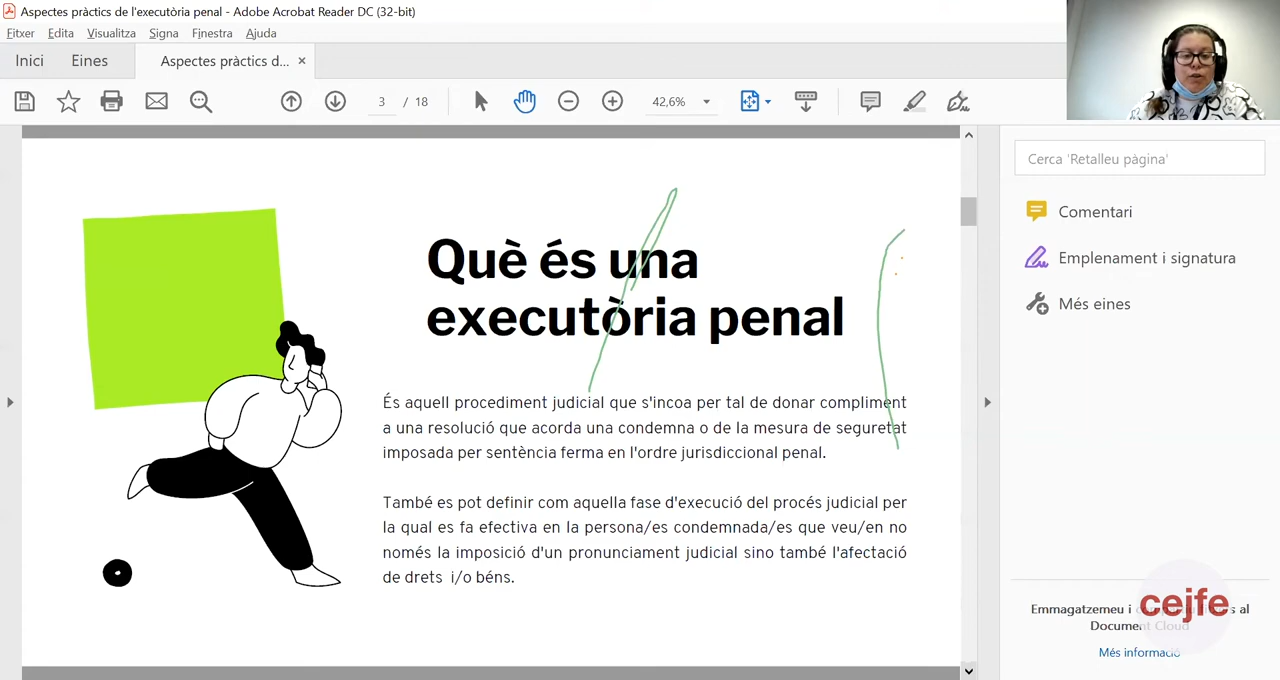 Aspectes pràctics de l'executòria penal - Adobe Acrobat Reader DC (32-bit)
Fitxer Edita Visualitza Signa Finestra Ajuda
Inici Eines Aspectes pràctics d... ×
3 / 18 42,6%
Cerca 'Retalleu pàgina'
Comentari
Emplenament i signatura
Més eines
Què és una
executòria penal
És aquell procediment judicial que s'incoa per tal de donar compliment
a una resolució que acorda una condemna o de la mesura de seguretat
imposada per sentència ferma en l'ordre jurisdiccional penal.
També es pot definir com aquella fase d'execució del procés judicial per
la qual es fa efectiva en la persona/es condemnada/es que veu/en no
només la imposició d'un pronunciament judicial sino també l'afectació
de drets i/o béns.
cejfe
Emmagatzemeu i al
Document Cloud
Més informació